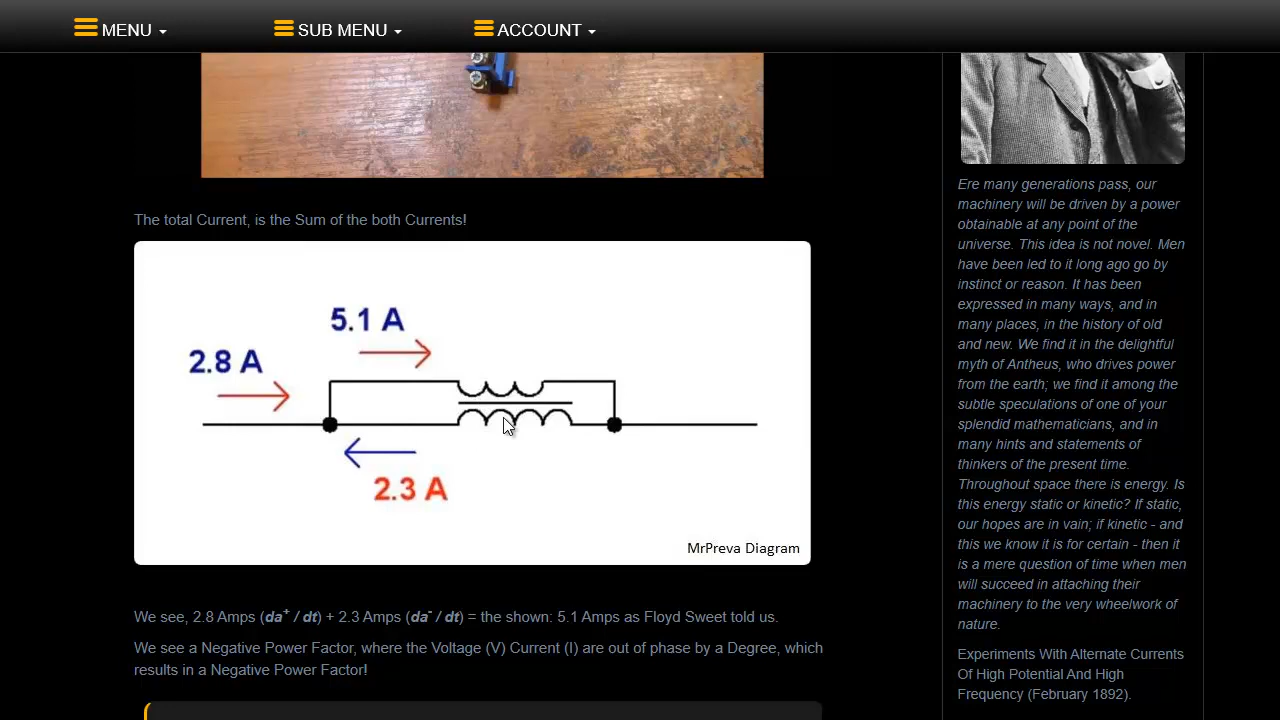 MENU
SUB MENU
ACCOUNT
The total Current, is the Sum of the both Currents!
5.1 A
2.8 A
2.3 A
MrPreva Diagram
We see, 2.8 Amps (da+ / dt) + 2.3 Amps (da- / dt) = the shown: 5.1 Amps as Floyd Sweet told us.
We see a Negative Power Factor, where the Voltage (V) Current (I) are out of phase by a Degree, which
results in a Negative Power Factor!
Ere many generations pass, our
machinery will be driven by a power
obtainable at any point of the
universe. This idea is not novel. Men
have been led to it long ago go by
instinct or reason. It has been
expressed in many ways, and in
many places, in the history of old
and new. We find it in the delightful
myth of Antheus, who drives power
from the earth; we find it among the
subtle speculations of one of your
splendid mathematicians, and in
many hints and statements of
thinkers of the present time.
Throughout space there is energy. Is
this energy static or kinetic? If static,
our hopes are in vain; if kinetic - and
this we know it is for certain - then it
is a mere question of time when men
will succeed in attaching their
machinery to the very wheelwork of
nature.
Experiments With Alternate Currents
Of High Potential And High
Frequency (February 1892).